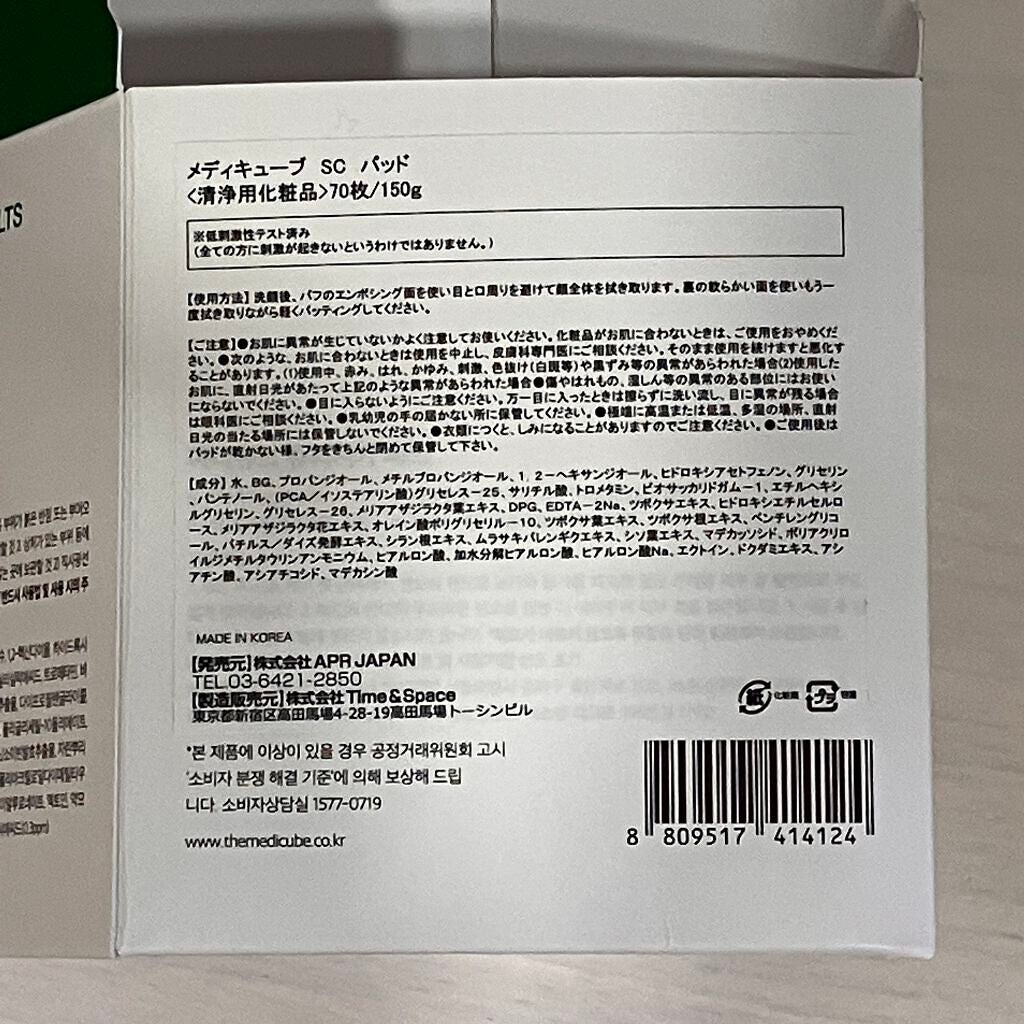 LTS
メディキューブ SC パッド
<清浄用化粧品>70枚/150g
※低刺激性テスト済み
(全ての方に刺激が起きないというわけではありません。)
【使用方法】洗顔後、パフのエンボシング面を使い目と口周りを避けて顔全体を拭き取ります。裏の軟らかい面を使いもう一
度拭き取りながら軽くパッティングしてください。
【ご注意】●お肌に異常が生じていないかよく注意してお使いください。化粧品がお肌に合わないときは、ご使用をおやめくだ
さい。●次のような、お肌に合わないときは使用を中止し、皮膚科専門医にご相談ください。そのまま使用を続けますと悪化す
ることがあります。(1)使用中、赤み、はれ、かゆみ、刺激、色抜け(白斑等)や黒ずみ等の異常があらわれた場合(2)使用した
お肌に、直射日光があたって上記のような異常があらわれた場合●傷やはれもの、湿しん等の異常のある部位にはお使い
にならないでください。●目に入らないようにご注意ください。万一目に入ったときは擦らずに洗い流し、目に異常が残る場合
は眼科医にご相談ください。●乳幼児の手の届かない所に保管してください。●極端に高温または低温、多湿の場所、直射
日光の当たる場所には保管しないでください。●衣類につくと、しみになることがありますのでご注意ください。●ご使用後は
パッドが乾かない様、フタをきちんと閉めて保管して下さい。
【成分】水、BG、プロパンジオール、メチルプロパンジオール、1，2－ヘキサンジオール、ヒドロキシアセトフェノン、グリセリン
、パンテノール、(PCA／イソステアリン酸)グリセレス－25、サリチル酸、トロメタミン、ビオサッカリドガム－1、エチルヘキシ
ルグリセリン、グリセレス－26、メリアアザジラクタ葉エキス、DPG、EDTA－2Na、ツボクサエキス、ヒドロキシエチルセルロ
ース、メリアアザジラクタ花エキス、オレイン酸ポリグリセリル－10、ツボクサ葉エキス、ツボクサ根エキス、ペンチレングリコ
ール、バチルス／ダイズ発酵エキス、シラン根エキス、ムラサキバレンギクエキス、シソ葉エキス、マデカッソシド、ポリアクリロ
イルジメチルタウリンアンモニウム、ヒアルロン酸、加水分解ヒアルロン酸、ヒアルロン酸Na、エクトイン、ドクダミエキス、アシ
アチン酸、アシアチコシド、マデカシン酸
MADE IN KOREA
【発売元】株式会社APR JAPAN
TEL.03-6421-2850
【製造販売元】株式会社TIme＆Space
東京都新宿区高田馬場4-28-19高田馬場トーシンビル
紙 化粧箱 プラ 容器
*본 제품에 이상이 있을 경우 공정거래위원회 고시
'소비자 분쟁 해결 기준'에 의해 보상해 드립
니다. 소비자상담실 1577-0719
www.themedicube.co.kr
8 809517 414124